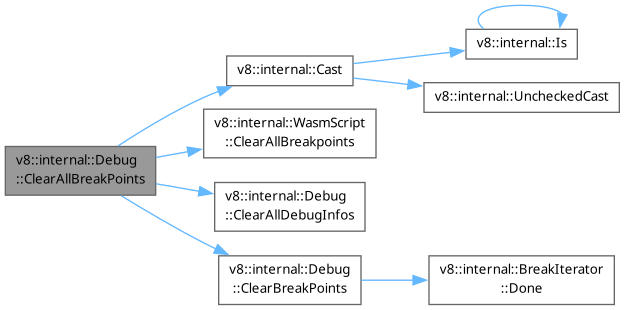 v8::internal::Debug
::ClearAllBreakPoints
v8::internal::Cast
v8::internal::Is
v8::internal::UncheckedCast
v8::internal::WasmScript
::ClearAllBreakpoints
v8::internal::Debug
::ClearAllDebugInfos
v8::internal::Debug
::ClearBreakPoints
v8::internal::BreakIterator
::Done